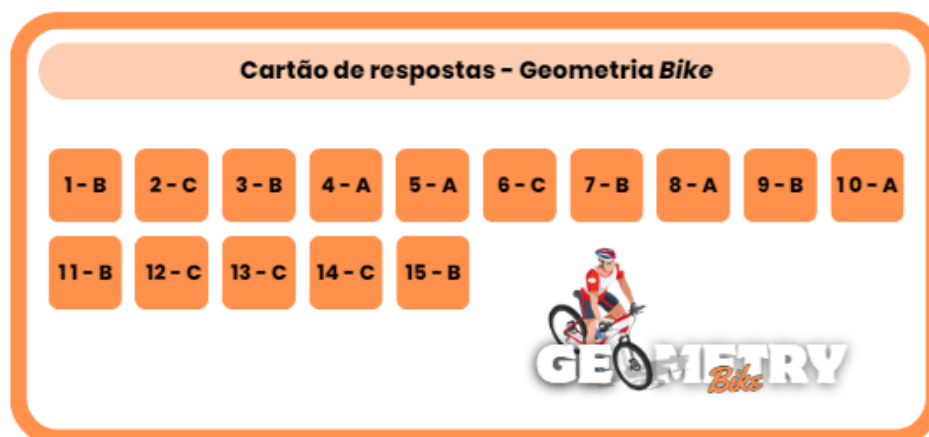 Cartão de respostas - Geometria Bike
1 - B 2 - C 3 - B 4 - A 5 - A 6 - C 7 - B 8 - A 9 - B 10 - A
11 - B 12 - C 13 - C 14 - C 15 - B
GEOMETRY
Bike